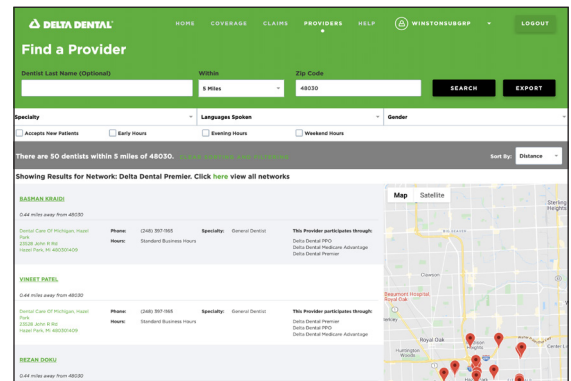 DELTA DENTAL
HOME COVERAGE CLAIMS PROVIDERS HELP WINSTONSUBGRP LOGOUT
Find a Provider
Dentist Last Name (Optional) Within Zip Code
5 Miles 48030 SEARCH EXPORT
Specialty Languages Spoken Gender
Accepts New Patients Early Hours Evening Hours Weekend Hours
There are 50 dentists within 5 miles of 48030.
Sort By: Distance
Showing Results for Network: Delta Dental Premier. Click here view all networks
BASMAN KRAIDI
0.44 miles away from 48030
Dental Care Of Michigan, Hazel Park
23528 John R Rd
Hazel Park, MI 480301409
Phone: (248) 397-1165
Hours: Standard Business Hours
Specialty: General Dentist
This Provider participates through:
Delta Dental PPO
Delta Dental Medicare Advantage
Delta Dental Premier
VINEET PATEL
0.44 miles away from 48030
Dental Care Of Michigan, Hazel Park
23528 John R Rd
Hazel Park, MI 480301409
Phone: (248) 397-1165
Hours: Standard Business Hours
Specialty: General Dentist
This Provider participates through:
Delta Dental Premier
Delta Dental PPO
Delta Dental Medicare Advantage
REZAN DOKU
0.44 miles away from 48030
Map Satellite
Sterling
Heights
BIG BEAVER
Clawson
Beaumont Hospital
Royal Oak
Royal Oak
Huntington
Woods
Heights
Center L